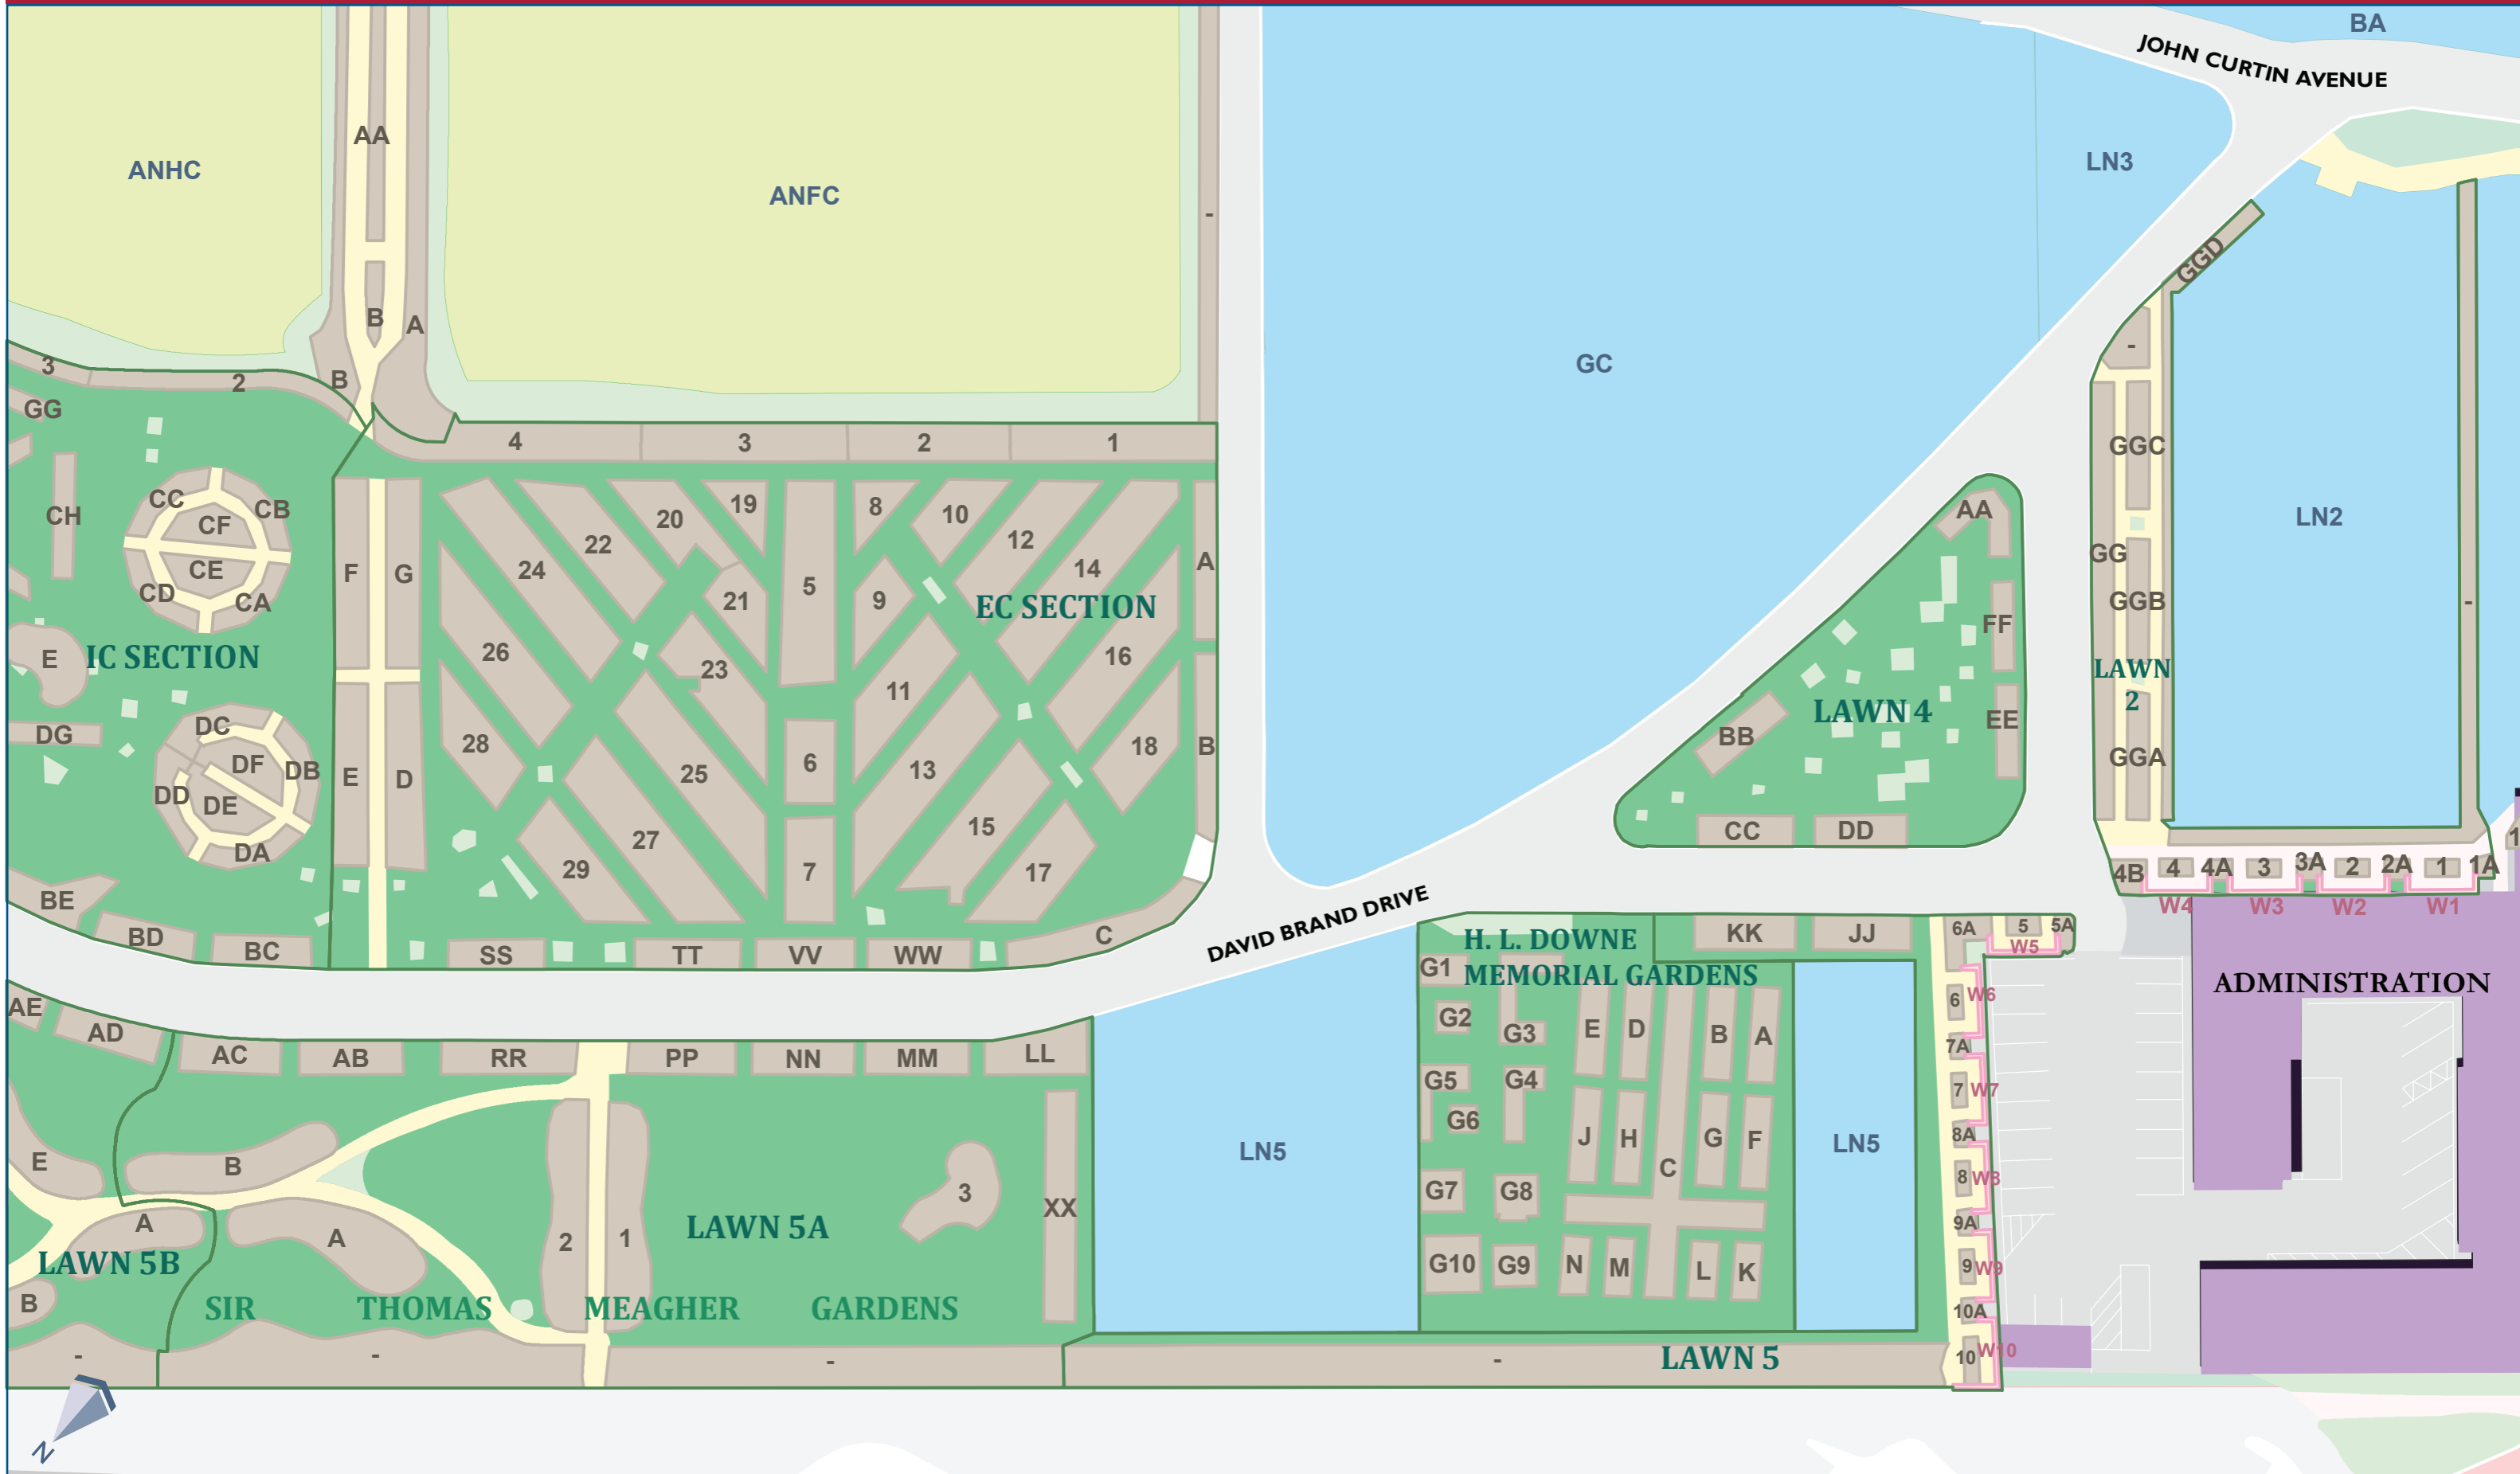 BA
JOHN CURTIN AVENUE
AA
ANHC
ANFC
LN3
-
B
A
GC
GGD
3
2
B
-
GG
4
3
2
1
GGC
CH
CC
CB
CF
CE
CD
CA
F
G
24
22
20
19
5
8
10
12
14
A
AA
LN2
21
9
EC SECTION
GG
GGB
-
E
IC SECTION
26
23
11
16
FF
LAWN
2
LAWN 4
DG
DC
DF
DB
DD
DE
DA
E
D
28
25
6
13
18
B
BB
EE
GGA
27
15
29
7
17
CC
DD
4B
4
4A
3
3A
2
2A
1
1A
1
W4
W3
W2
W1
BE
BD
BC
SS
TT
VV
WW
C
DAVID BRAND DRIVE
H. L. DOWNE
MEMORIAL GARDENS
KK
JJ
6A
5
5A
W5
ADMINISTRATION
AE
AD
AC
AB
RR
PP
NN
MM
LL
G1
G2
G3
E
D
B
A
6
W6
7A
G5
G4
G6
7
W7
E
B
A
A
2
1
LAWN 5A
3
XX
LN5
J
H
C
G
F
LN5
8A
8
W8
G7
G8
9A
LAWN 5B
B
G10
G9
N
M
L
K
9
W9
SIR THOMAS MEAGHER GARDENS
10A
-
-
-
-
LAWN 5
10
W10
N